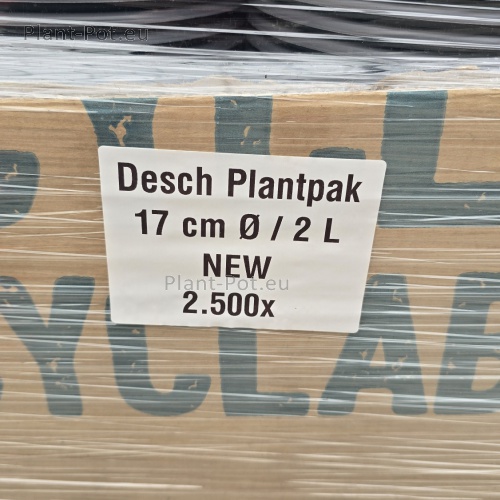 Plant-Pot.eu
Desch Plantpak
17 cm Ø / 2 L
NEW
Plant-Pot.eu
2.500x